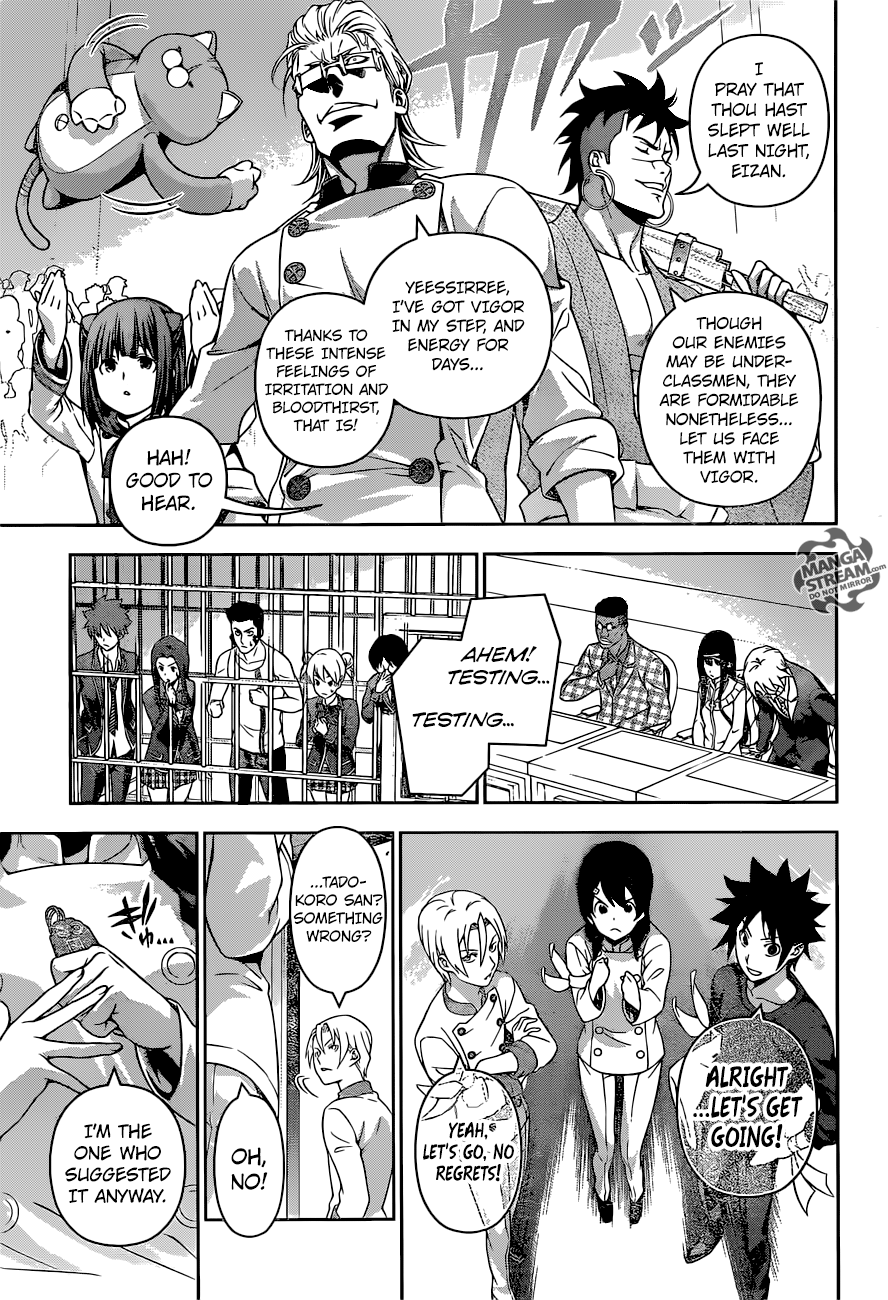 I
PRAY THAT
THOU HAST
SLEPT WELL
LAST NIGHT,
EIZAN.
YEESSIRREE,
I'VE GOT VIGOR
IN MY STEP, AND
ENERGY FOR
DAYS...
THANKS TO
THESE INTENSE
FEELINGS OF
IRRITATION AND
BLOODTHIRST,
THAT IS!
THOUGH
OUR ENEMIES
MAY BE UNDER-
CLASSMEN, THEY
ARE FORMIDABLE
NONETHELESS...
LET US FACE
THEM WITH
VIGOR.
HAH!
GOOD TO
HEAR.
MANGA
STREAM.com
DO NOT MIRROR
AHEM!
TESTING...
TESTING...
ALRIGHT
...LET'S GET
GOING!
YEAH,
LET'S GO, NO
REGRETS!
...TADO-
KORO SAN?
SOMETHING
WRONG?
OH,
NO!
ギゅ…
I'M THE
ONE WHO
SUGGESTED
IT ANYWAY.